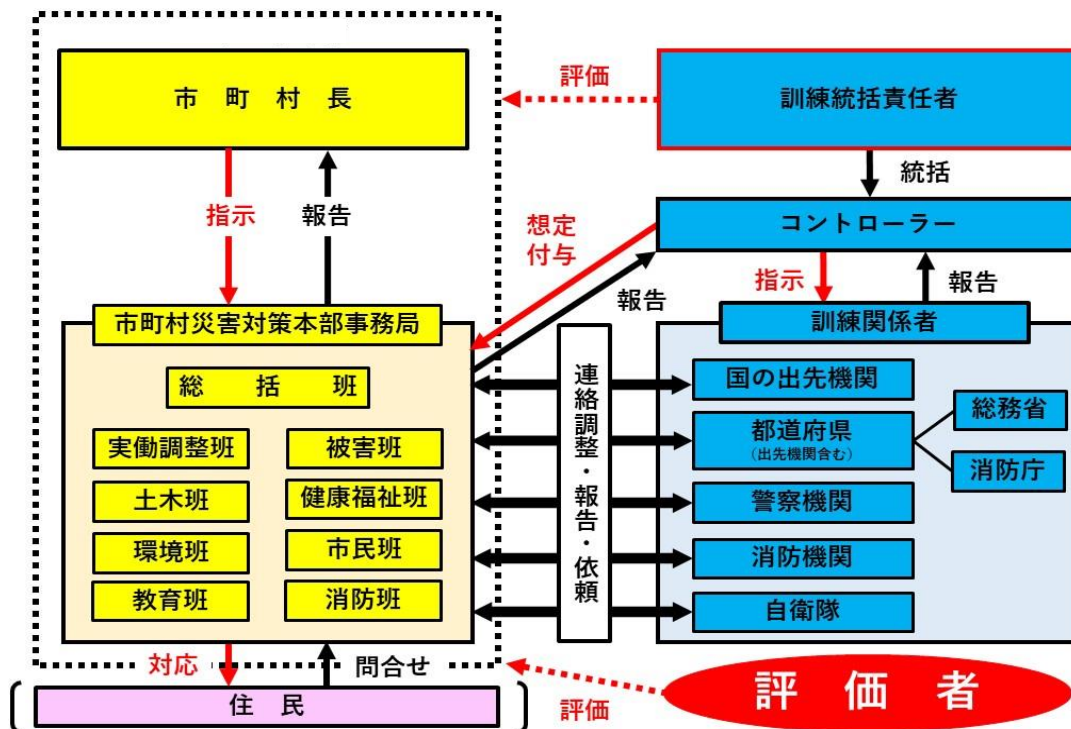 市町村長
評価
訓練統括責任者
統括
指示
報告
想定
付与
コントローラー
報告
指示
報告
市町村災害対策本部事務局
訓練関係者
総括班
実働調整班
被害班
土木班
健康福祉班
環境班
市民班
教育班
消防班
連絡調整・報告・依頼
国の出先機関
都道府県
(出先機関含む)
総務省
消防庁
警察機関
消防機関
自衛隊
対応
問合せ
住民
評価
評価者